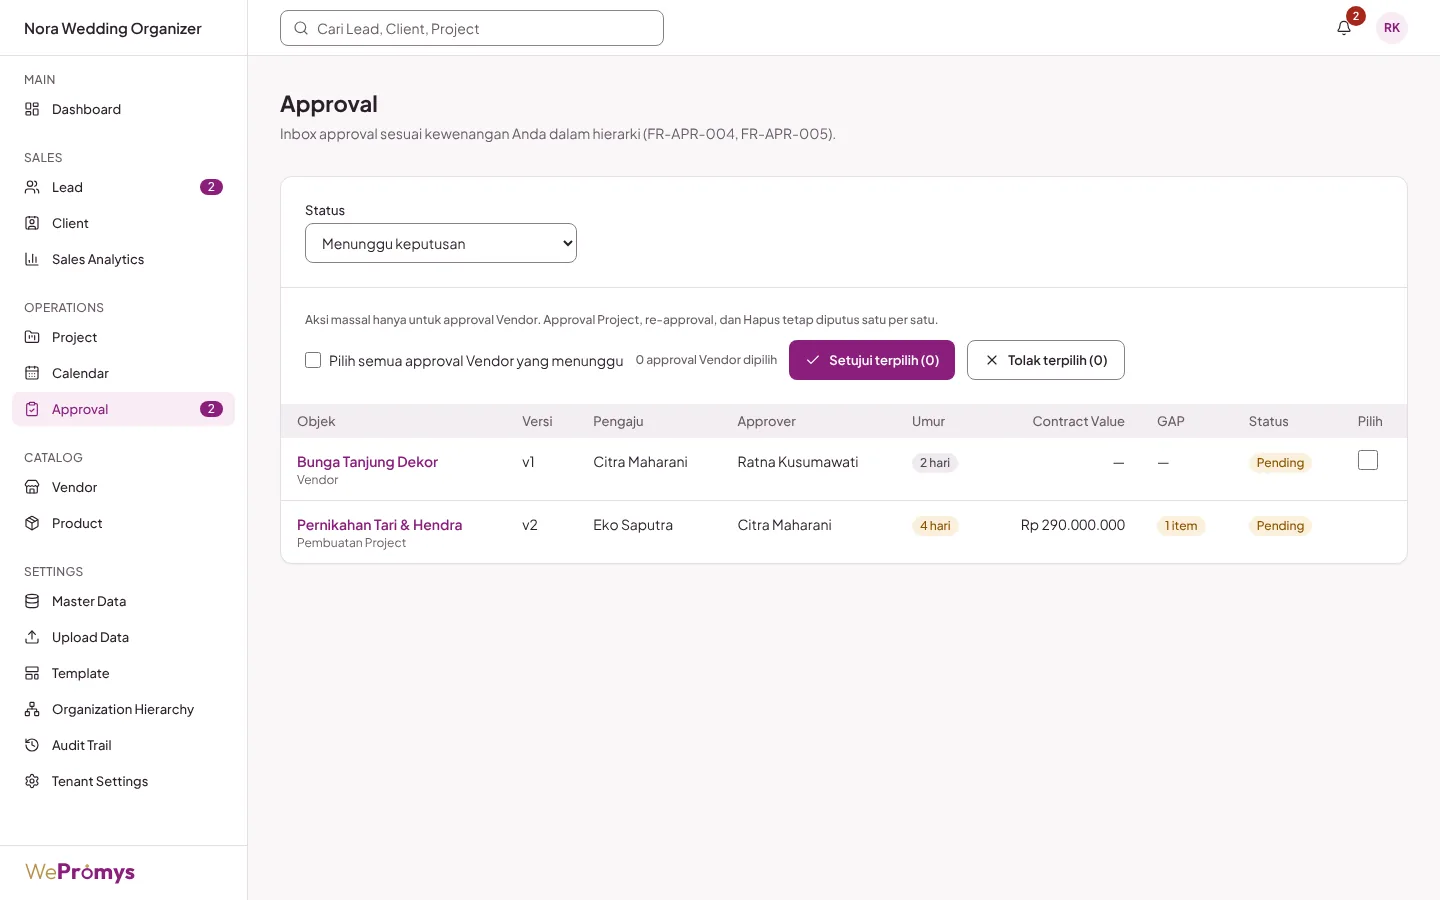 Nora Wedding Organizer
Cari Lead, Client, Project
2
RK
MAIN
Dashboard
SALES
Lead 2
Client
Sales Analytics
OPERATIONS
Project
Calendar
Approval 2
CATALOG
Vendor
Product
SETTINGS
Master Data
Upload Data
Template
Organization Hierarchy
Audit Trail
Tenant Settings
WePromys
Approval
Inbox approval sesuai kewenangan Anda dalam hierarki (FR-APR-004, FR-APR-005).
Status
Menunggu keputusan
Aksi massal hanya untuk approval Vendor. Approval Project, re-approval, dan Hapus tetap diputus satu per satu.
Pilih semua approval Vendor yang menunggu 0 approval Vendor dipilih Setujui terpilih (0) Tolak terpilih (0)
Objek Versi Pengaju Approver Umur Contract Value GAP Status Pilih
Bunga Tanjung Dekor v1 Citra Maharani Ratna Kusumawati 2 hari — — Pending
Vendor
Pernikahan Tari & Hendra v2 Eko Saputra Citra Maharani 4 hari Rp 290.000.000 1 item Pending
Pembuatan Project